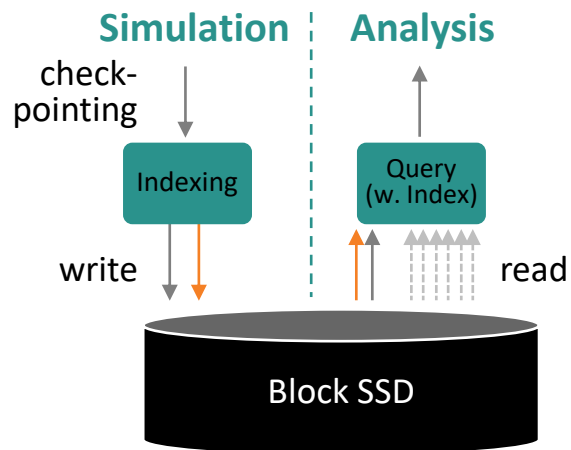 Simulation
Analysis
check-
pointing
Indexing
Query
(w. Index)
write
read
Block SSD